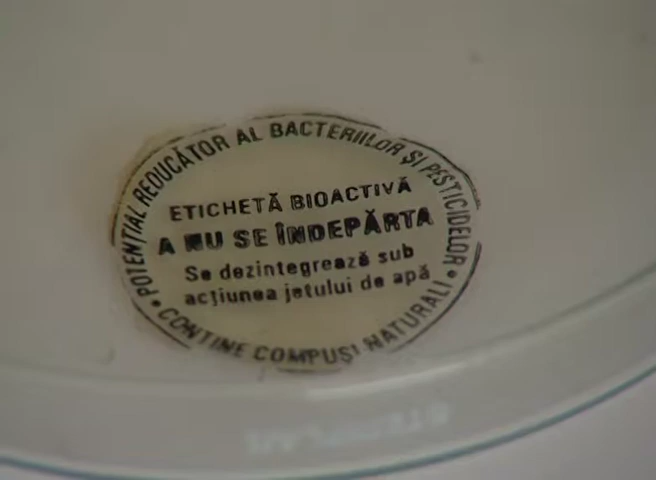 POTENȚIAL REDUCĂTOR AL BACTERIILOR ȘI PESTICIDELOR
ETICHETĂ BIOACTIVĂ
A NU SE ÎNDEPĂRTA
Se dezintegrează sub
acțiunea jetului de apă
• CONȚINE COMPUȘI NATURALI •